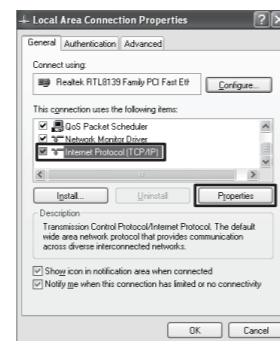 Local Area Connection Properties
General Authentication Advanced
Connect using:
Realtek RTL8139 Family PCI Fast Eth
Configure...
This connection uses the following items:
QoS Packet Scheduler
Network Monitor Driver
Internet Protocol (TCP/IP)
Install... Uninstall Properties
Description
Transmission Control Protocol/Internet Protocol. The default
wide area network protocol that provides communication
across diverse interconnected networks.
Show icon in notification area when connected
Notify me when this connection has limited or no connectivity
OK Cancel